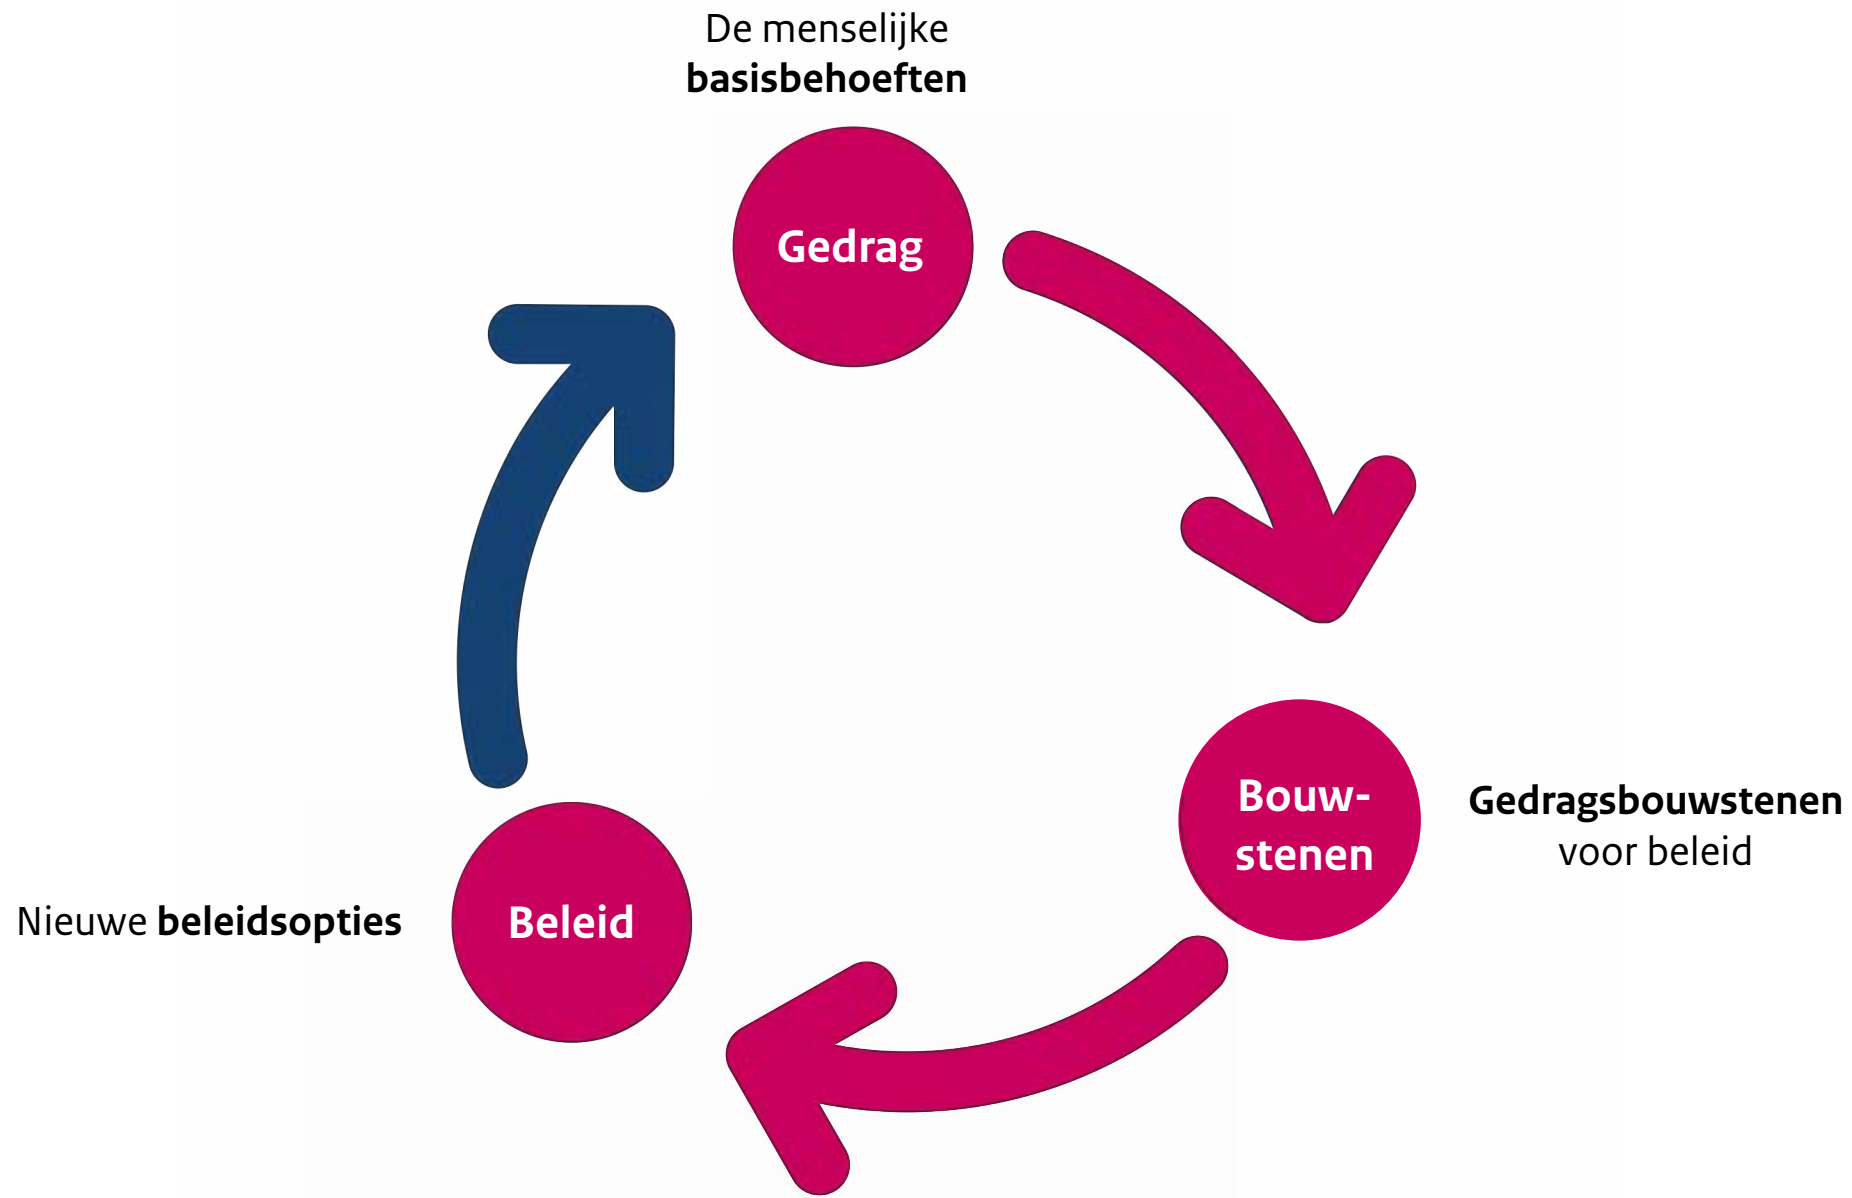 De menselijke
basisbehoeften
Gedrag
Bouw-
stenen
Gedragsbouwstenen
voor beleid
Nieuwe beleidsopties
Beleid